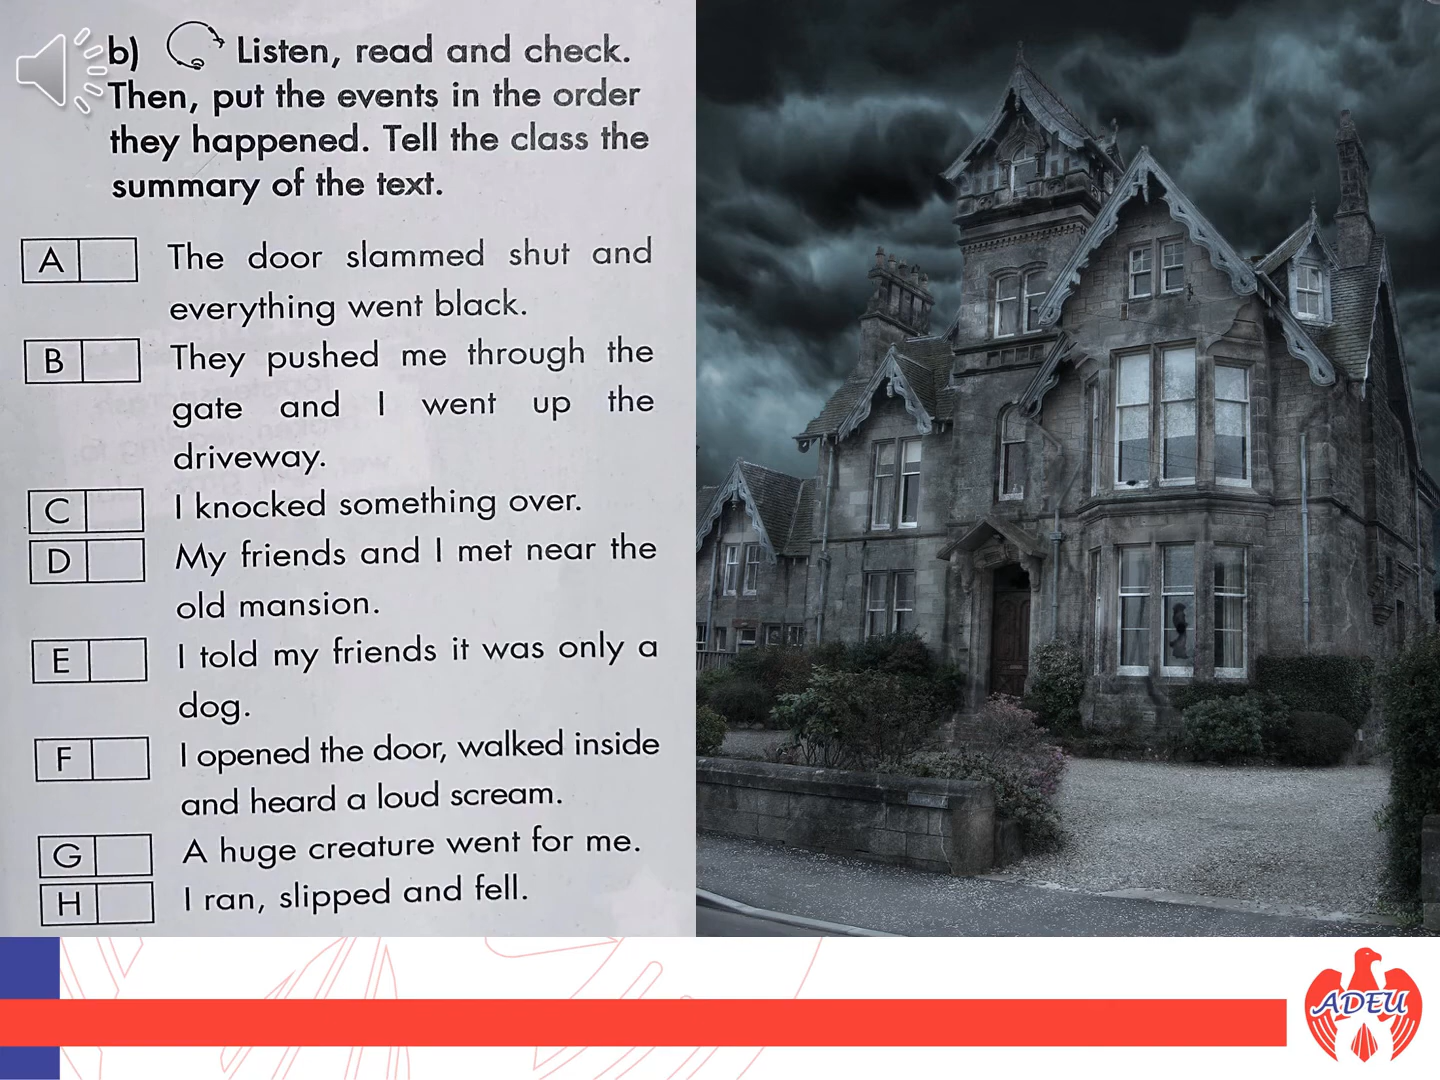 b) Listen, read and check.
Then, put the events in the order
they happened. Tell the class the
summary of the text.
A The door slammed shut and
everything went black.
B They pushed me through the
gate and I went up the
driveway.
C I knocked something over.
D My friends and I met near the
old mansion.
E I told my friends it was only a
dog.
F I opened the door, walked inside
and heard a loud scream.
G A huge creature went for me.
H I ran, slipped and fell.
ADEU